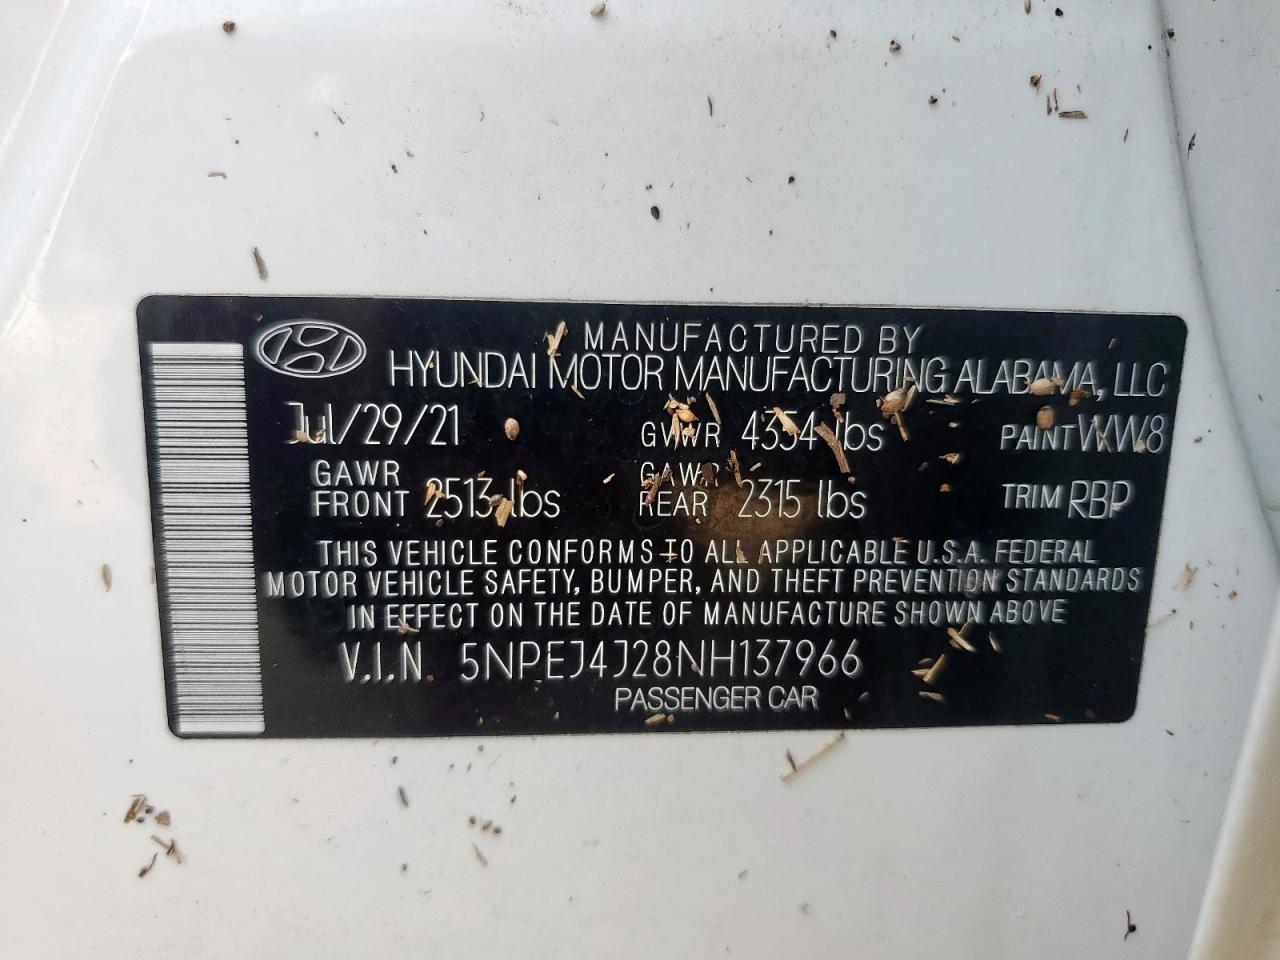 MANUFACTURED BY
HYUNDAI MOTOR MANUFACTURING ALABAMA, LLC
Jul/29/21 GVWR 4354 lbs PAINT WW8
GAWR FRONT 2513 lbs GAWR REAR 2315 lbs TRIM RBP
THIS VEHICLE CONFORMS TO ALL APPLICABLE U.S.A. FEDERAL
MOTOR VEHICLE SAFETY, BUMPER, AND THEFT PREVENTION STANDARDS
IN EFFECT ON THE DATE OF MANUFACTURE SHOWN ABOVE
V.I.N. 5NPEJ4J28NH137966
PASSENGER CAR